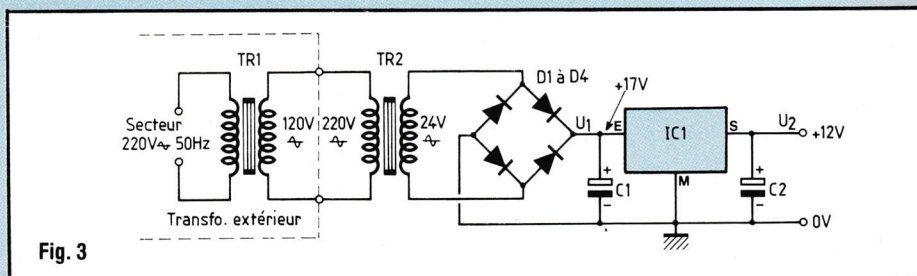 TR1
TR2
D1 à D4
+17V
Secteur
220V∿ 50Hz
120V
∿
220V
∿
24V
∿
U1
E
IC1
S
U2
+12V
M
+
C1
−
+
C2
−
0V
Transfo. extérieur
Fig. 3